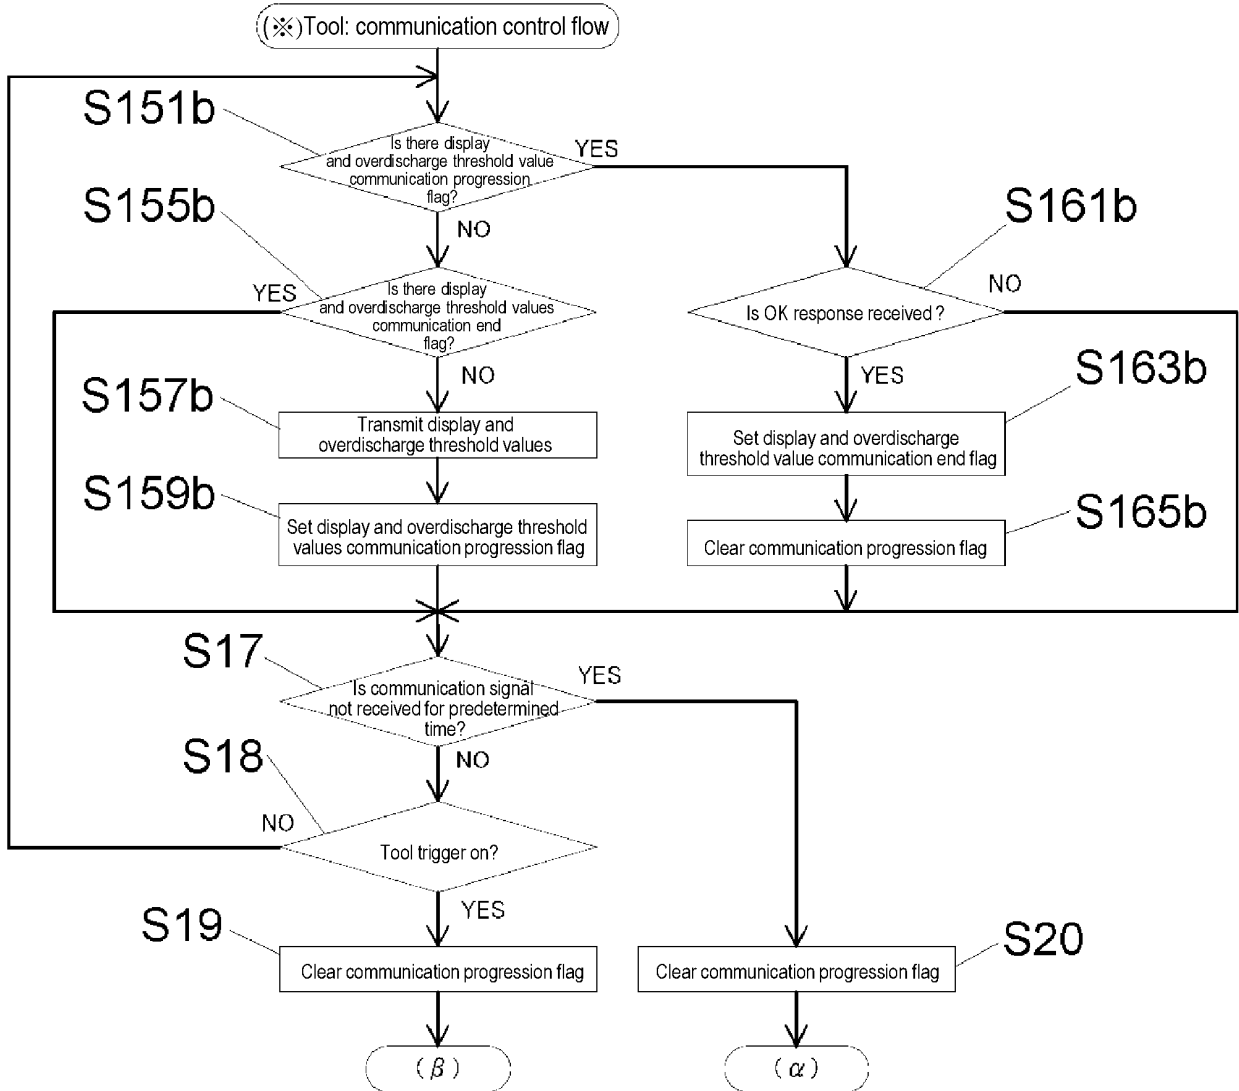 (※)Tool: communication control flow
S151b
Is there display
and overdischarge threshold value
communication progression
flag?
YES
NO
S155b
Is there display
and overdischarge threshold values
communication end
flag?
YES
NO
S161b
Is OK response received ?
NO
YES
S157b
Transmit display and
overdischarge threshold values
S163b
Set display and overdischarge
threshold value communication end flag
S159b
Set display and overdischarge threshold
values communication progression flag
S165b
Clear communication progression flag
S17
Is communication signal
not received for predetermined
time?
YES
NO
S18
Tool trigger on?
NO
YES
S19
Clear communication progression flag
S20
Clear communication progression flag
(β)
(α)